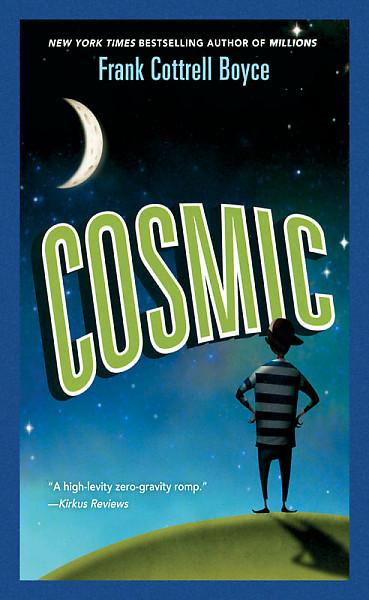 NEW YORK TIMES BESTSELLING AUTHOR OF MILLIONS
Frank Cottrell Boyce
COSMIC
“A high-levity zero-gravity romp.”
—Kirkus Reviews